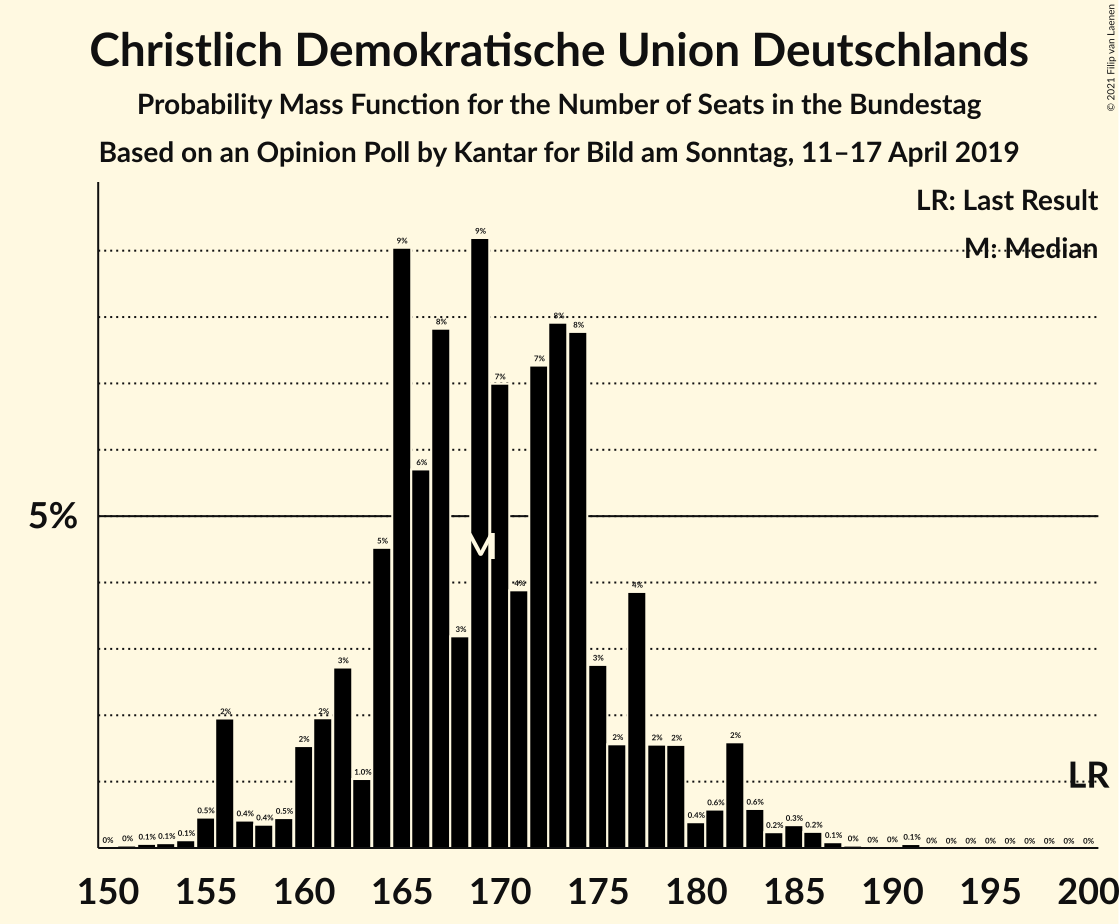 Christlich Demokratische Union Deutschlands
Probability Mass Function for the Number of Seats in the Bundestag
Based on an Opinion Poll by Kantar for Bild am Sonntag, 11–17 April 2019
© 2021 Filip van Laenen
LR: Last Result
M: Median
5%
0% 0% 0.1% 0.1% 0.1% 0.5% 2% 0.4% 0.4% 0.5% 2% 2% 3% 1.0% 5% 9% 6% 8% 3% 9% 7% 4% 7% 8% 8% 3% 2% 4% 2% 2% 0.4% 0.6% 2% 0.6% 0.2% 0.3% 0.2% 0.1% 0% 0% 0% 0.1% 0% 0% 0% 0% 0% 0% 0% 0% 0%
M
LR
150 155 160 165 170 175 180 185 190 195 200